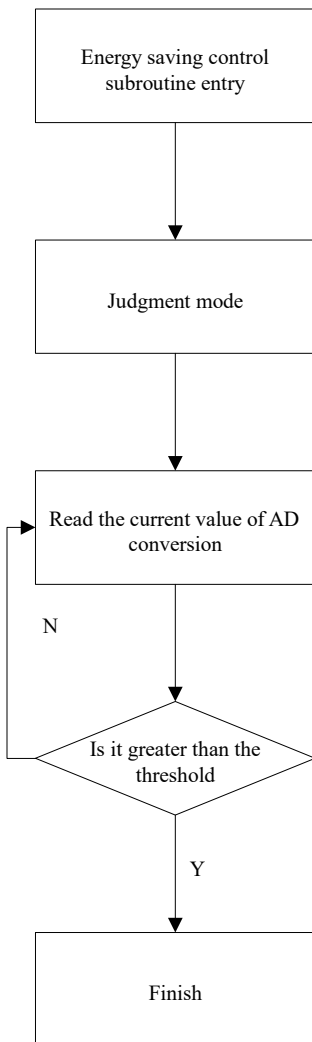 Energy saving control
subroutine entry
Judgment mode
Read the current value of AD
conversion
N
Is it greater than the
threshold
Y
Finish